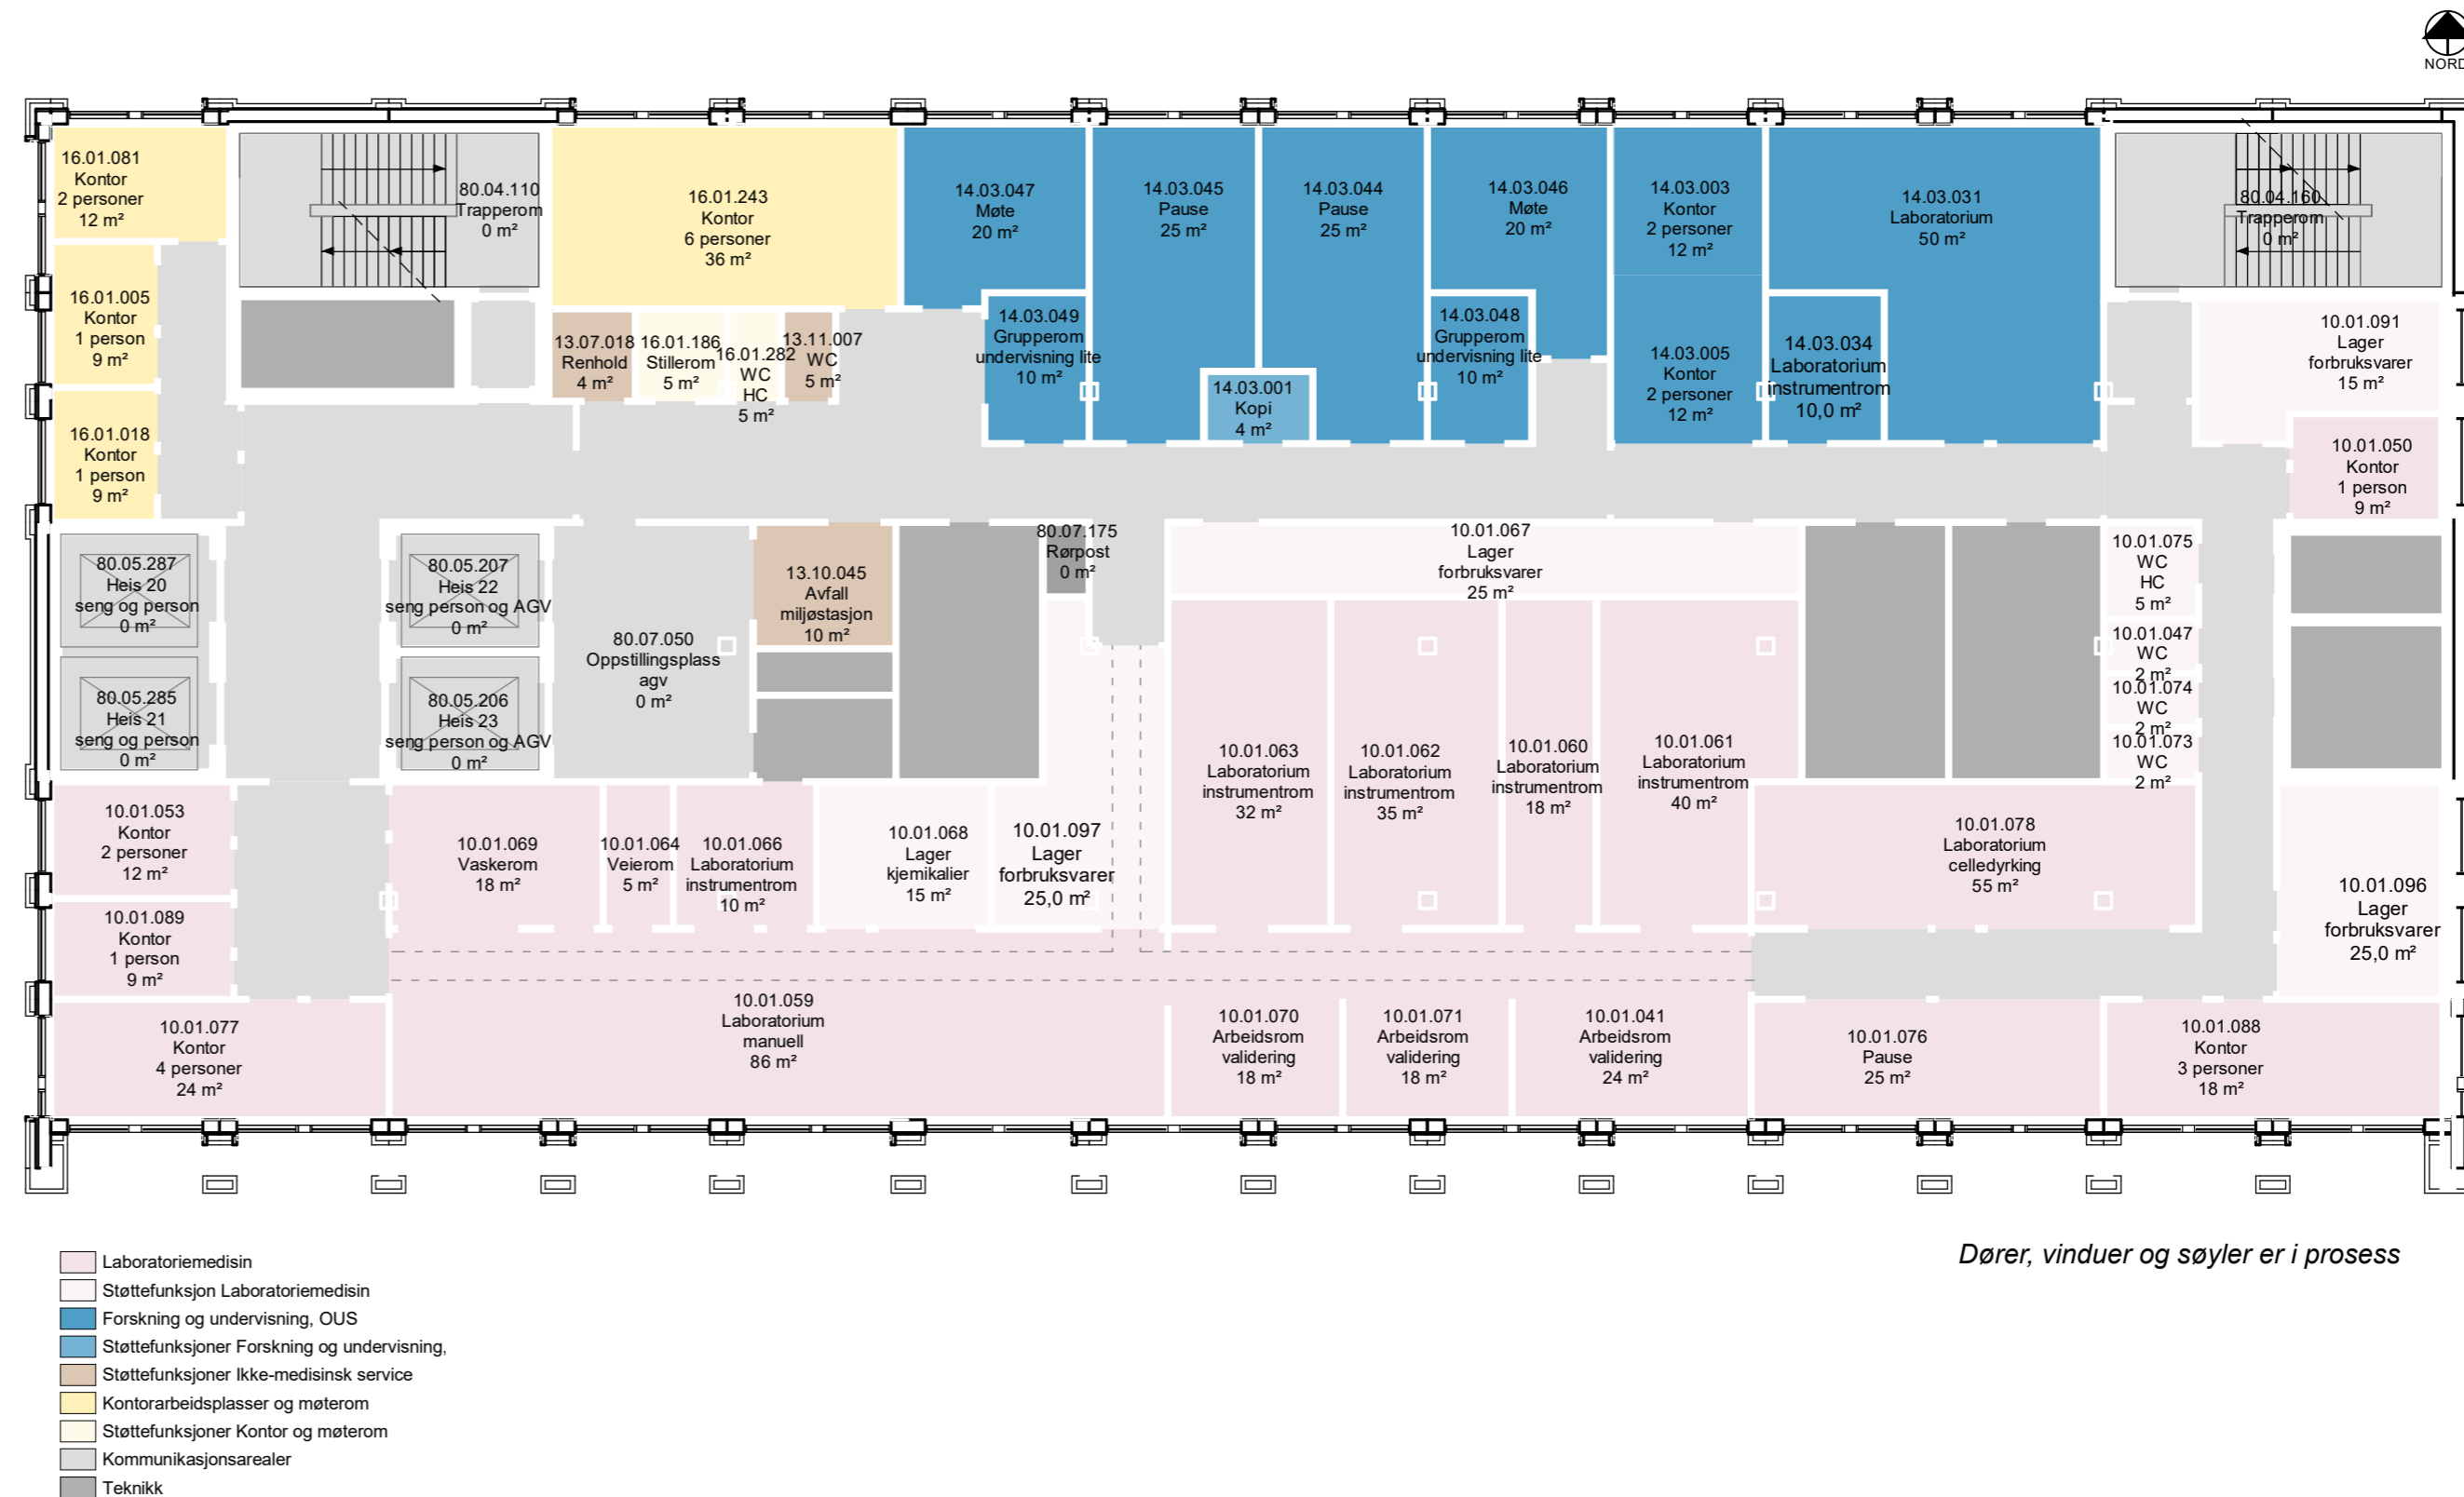 NORD
16.01.081
Kontor
2 personer
12 m²
80.04.110
Trapperom
0 m²
16.01.243
Kontor
6 personer
36 m²
14.03.047
Møte
20 m²
14.03.045
Pause
25 m²
14.03.044
Pause
25 m²
14.03.046
Møte
20 m²
14.03.003
Kontor
2 personer
12 m²
14.03.031
Laboratorium
50 m²
80.04.160
Trapperom
0 m²
16.01.005
Kontor
1 person
9 m²
13.07.018
Renhold
4 m²
16.01.186
Stillerom
5 m²
16.01.282
WC
HC
5 m²
13.11.007
WC
5 m²
14.03.049
Grupperom
undervisning lite
10 m²
14.03.001
Kopi
4 m²
14.03.048
Grupperom
undervisning lite
10 m²
14.03.005
Kontor
2 personer
12 m²
14.03.034
Laboratorium
instrumentrom
10,0 m²
10.01.091
Lager
forbruksvarer
15 m²
16.01.018
Kontor
1 person
9 m²
10.01.050
Kontor
1 person
9 m²
80.05.287
Heis 20
seng og person
0 m²
80.05.207
Heis 22
seng person og AGV
0 m²
80.07.050
Oppstillingsplass
agv
0 m²
13.10.045
Avfall
miljøstasjon
10 m²
80.07.175
Rørpost
0 m²
10.01.067
Lager
forbruksvarer
25 m²
10.01.075
WC
HC
5 m²
10.01.047
WC
2 m²
10.01.074
WC
2 m²
10.01.073
WC
2 m²
80.05.285
Heis 21
seng og person
0 m²
80.05.206
Heis 23
seng person og AGV
0 m²
10.01.063
Laboratorium
instrumentrom
32 m²
10.01.062
Laboratorium
instrumentrom
35 m²
10.01.060
Laboratorium
instrumentrom
18 m²
10.01.061
Laboratorium
instrumentrom
40 m²
10.01.053
Kontor
2 personer
12 m²
10.01.069
Vaskerom
18 m²
10.01.064
Veierom
5 m²
10.01.066
Laboratorium
instrumentrom
10 m²
10.01.068
Lager
kjemikalier
15 m²
10.01.097
Lager
forbruksvarer
25,0 m²
10.01.078
Laboratorium
celledyrking
55 m²
10.01.096
Lager
forbruksvarer
25,0 m²
10.01.089
Kontor
1 person
9 m²
10.01.077
Kontor
4 personer
24 m²
10.01.059
Laboratorium
manuell
86 m²
10.01.070
Arbeidsrom
validering
18 m²
10.01.071
Arbeidsrom
validering
18 m²
10.01.041
Arbeidsrom
validering
24 m²
10.01.076
Pause
25 m²
10.01.088
Kontor
3 personer
18 m²
Dører, vinduer og søyler er i prosess
Laboratoriemedisin
Støttefunksjon Laboratoriemedisin
Forskning og undervisning, OUS
Støttefunksjoner Forskning og undervisning,
Støttefunksjoner Ikke-medisinsk service
Kontorarbeidsplasser og møterom
Støttefunksjoner Kontor og møterom
Kommunikasjonsarealer
Teknikk